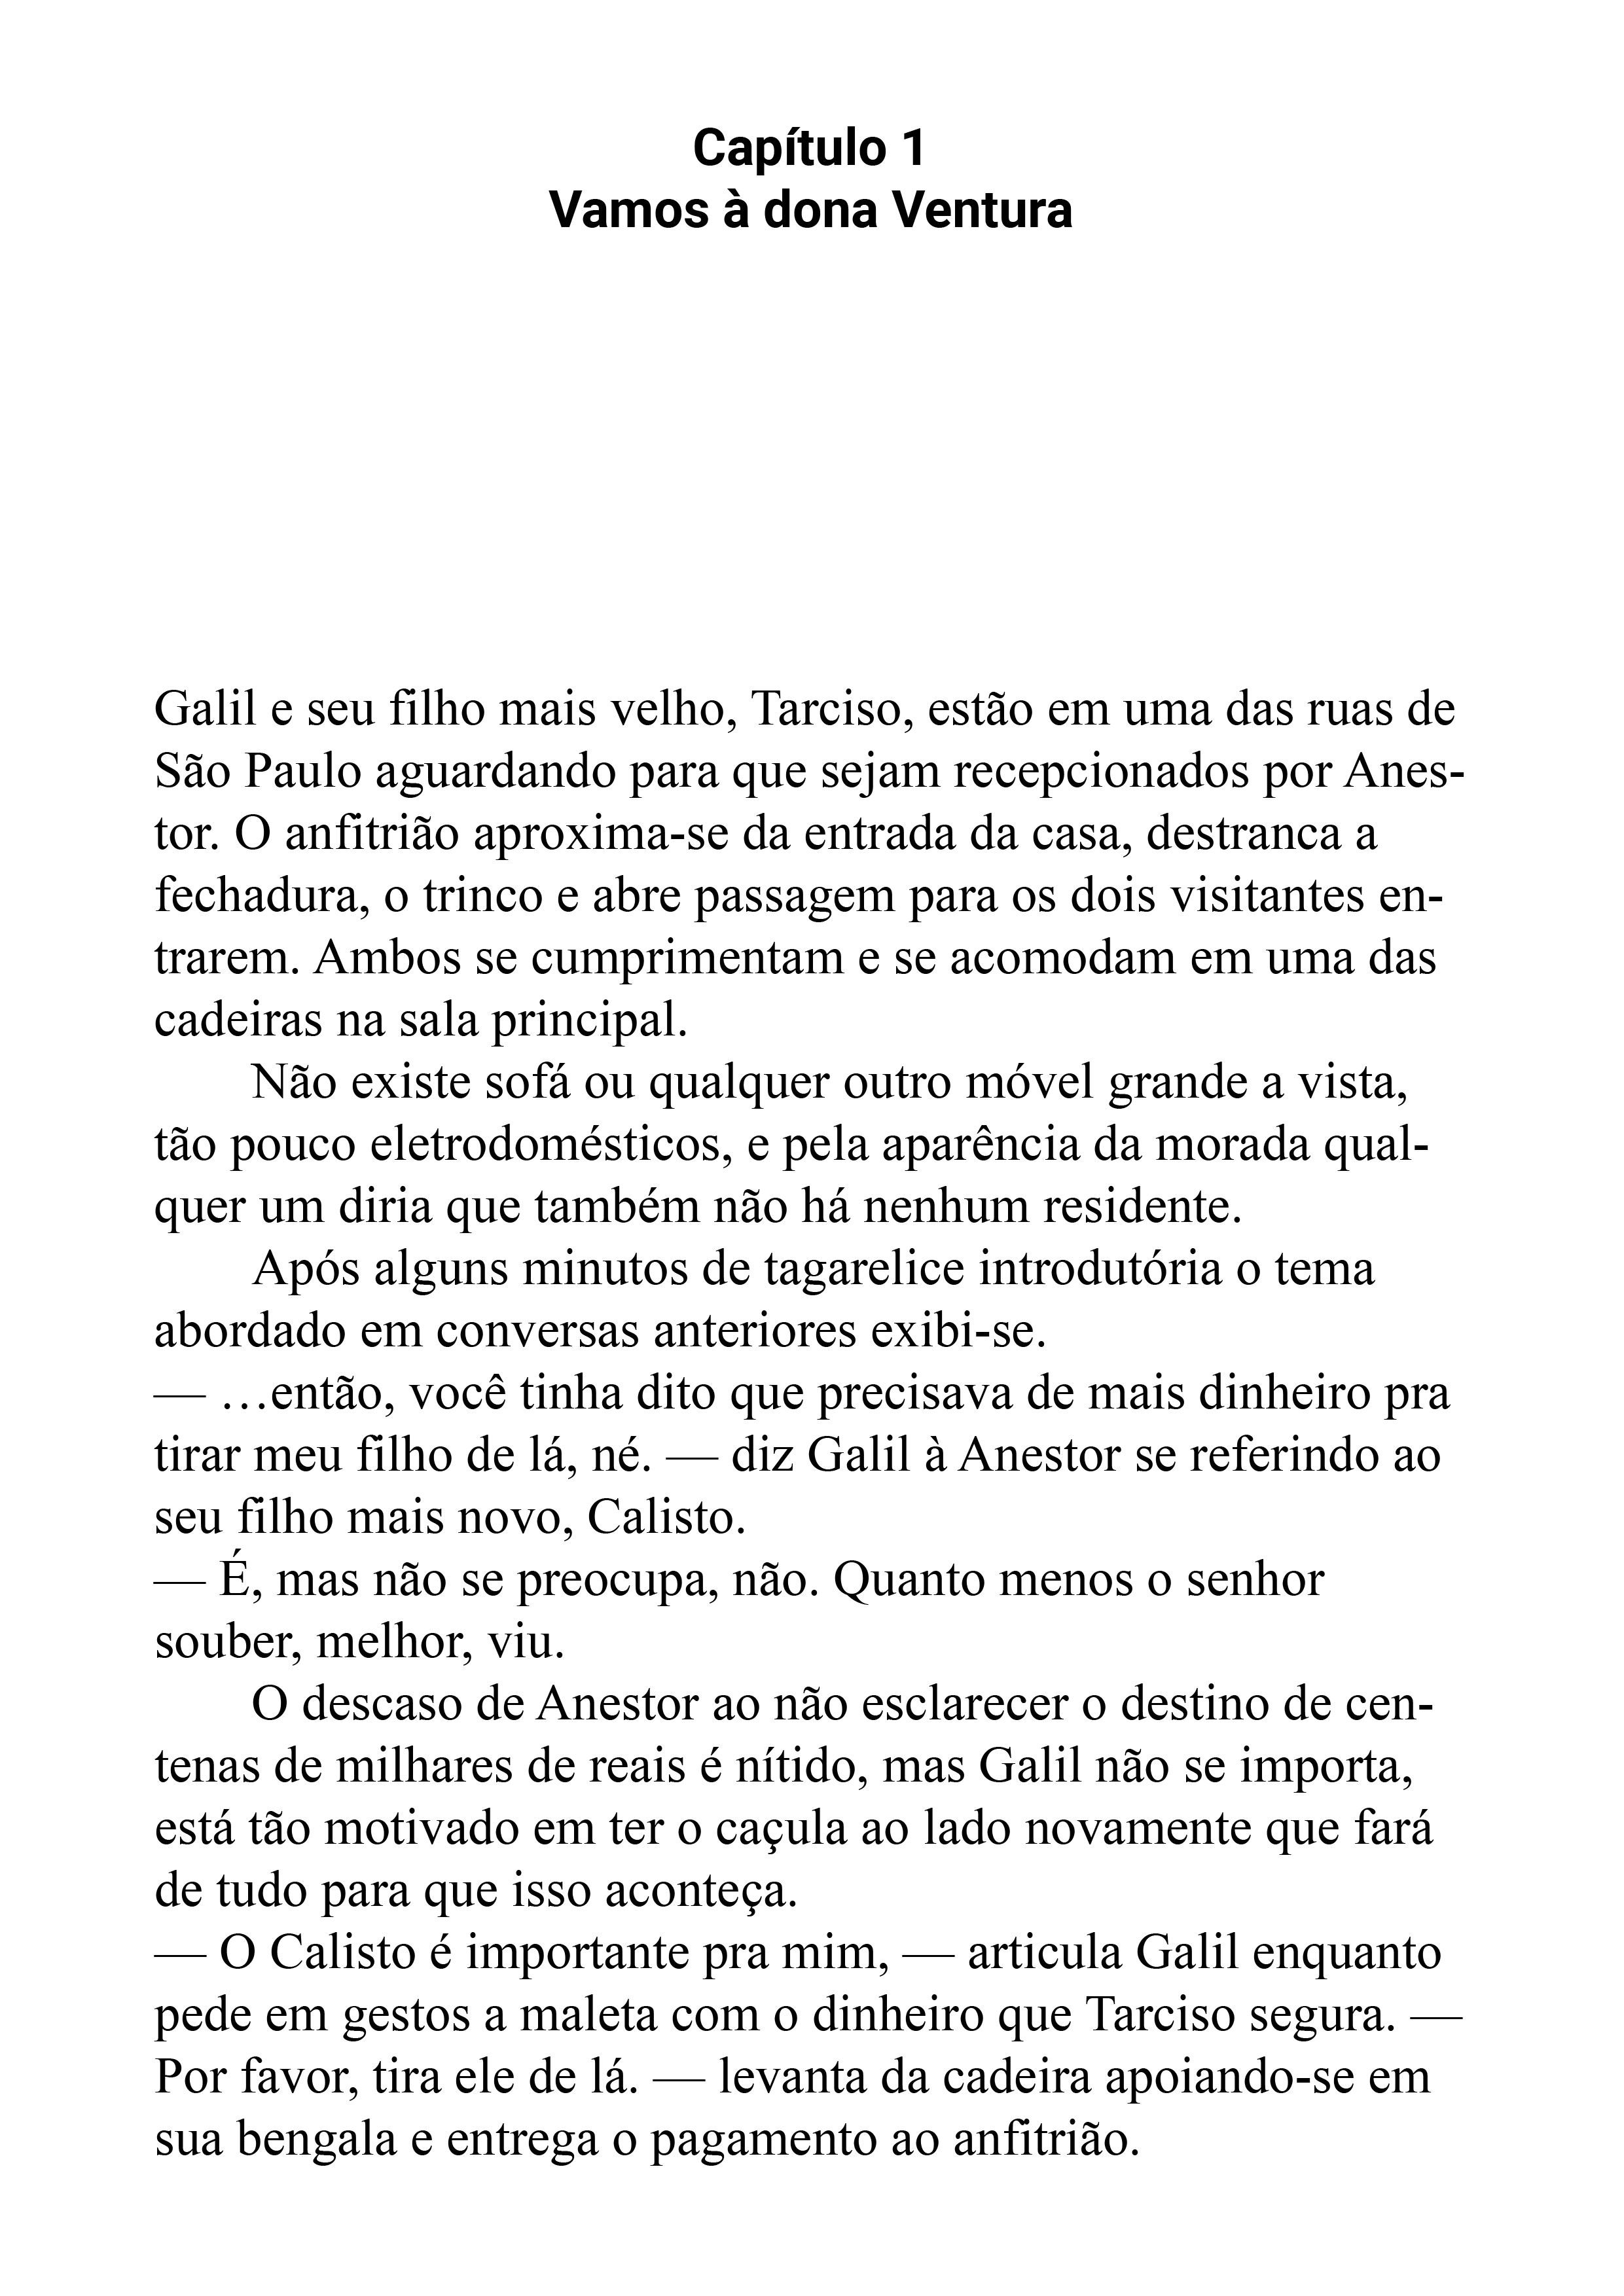 Capítulo 1
Vamos à dona Ventura
Galil e seu filho mais velho, Tarciso, estão em uma das ruas de
São Paulo aguardando para que sejam recepcionados por Anes-
tor. O anfitrião aproxima-se da entrada da casa, destranca a
fechadura, o trinco e abre passagem para os dois visitantes en-
trarem. Ambos se cumprimentam e se acomodam em uma das
cadeiras na sala principal.
Não existe sofá ou qualquer outro móvel grande a vista,
tão pouco eletrodomésticos, e pela aparência da morada qual-
quer um diria que também não há nenhum residente.
Após alguns minutos de tagarelice introdutória o tema
abordado em conversas anteriores exibi-se.
— …então, você tinha dito que precisava de mais dinheiro pra
tirar meu filho de lá, né. — diz Galil à Anestor se referindo ao
seu filho mais novo, Calisto.
— É, mas não se preocupa, não. Quanto menos o senhor
souber, melhor, viu.
O descaso de Anestor ao não esclarecer o destino de cen-
tenas de milhares de reais é nítido, mas Galil não se importa,
está tão motivado em ter o caçula ao lado novamente que fará
de tudo para que isso aconteça.
— O Calisto é importante pra mim, — articula Galil enquanto
pede em gestos a maleta com o dinheiro que Tarciso segura. —
Por favor, tira ele de lá. — levanta da cadeira apoiando-se em
sua bengala e entrega o pagamento ao anfitrião.